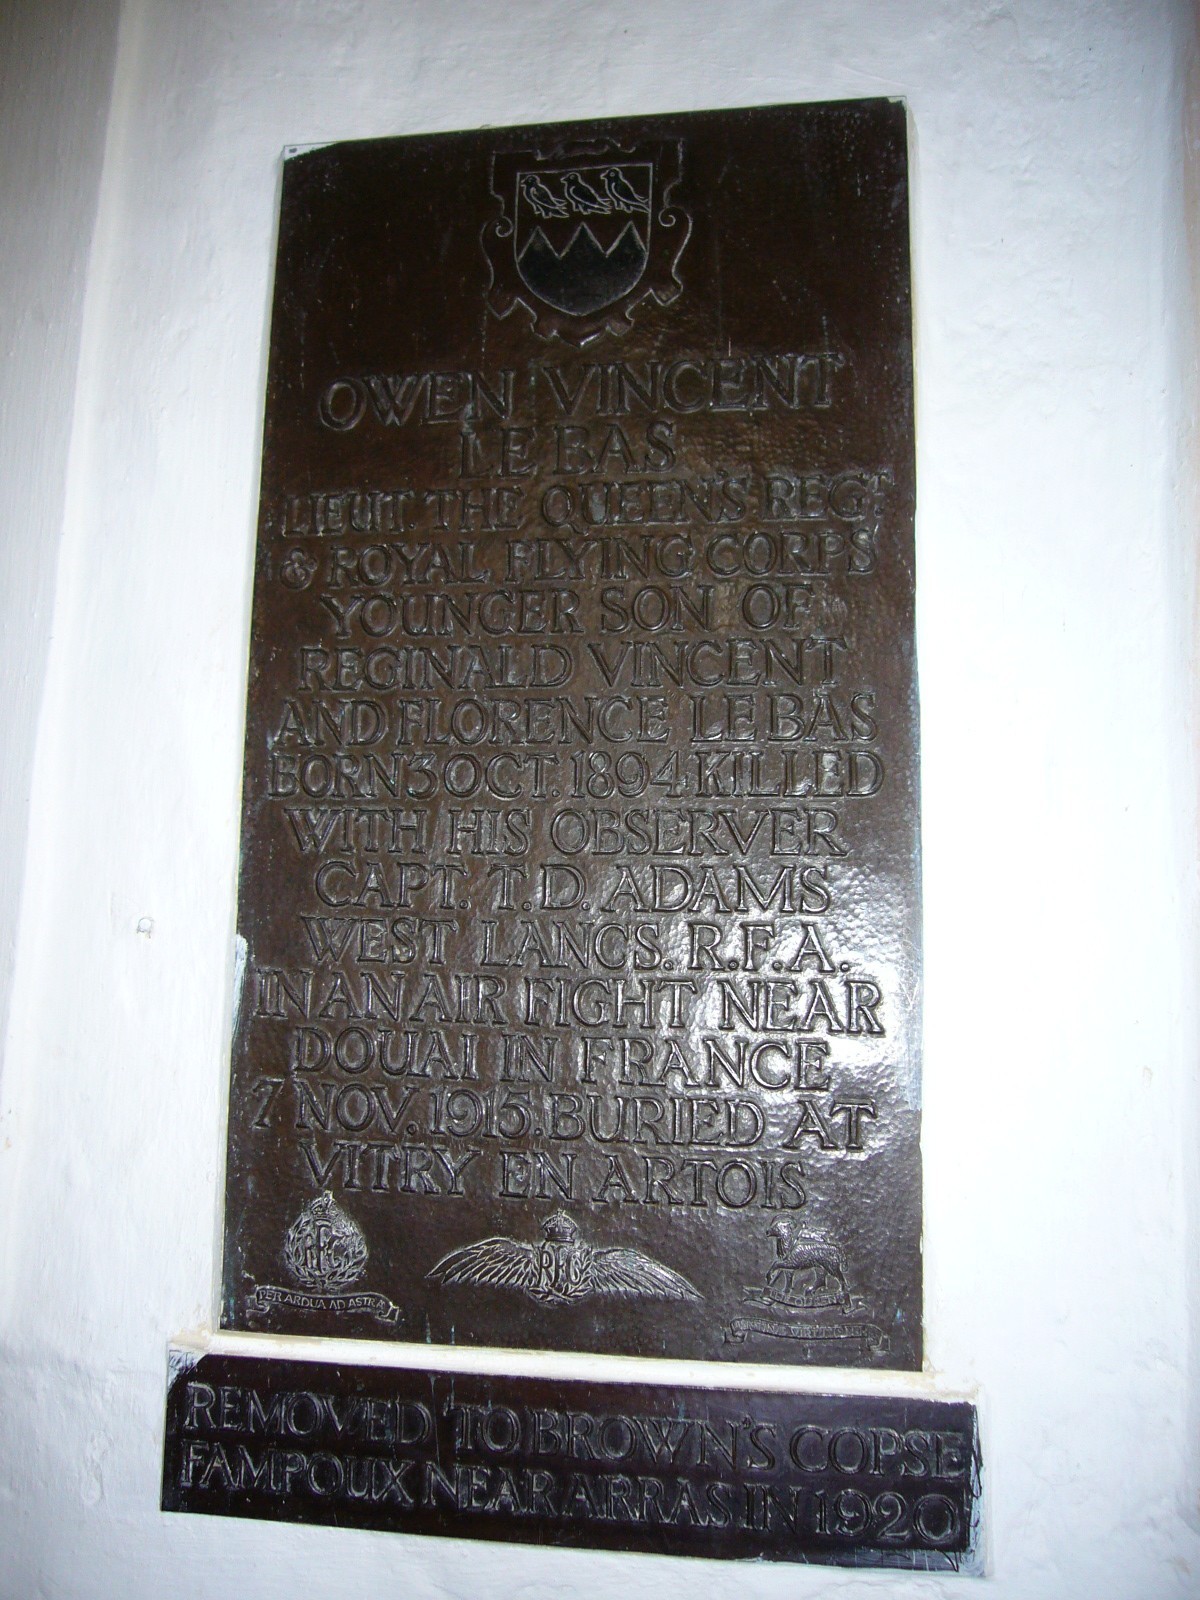 OWEN VINCENT
LE BAS
LIEUT. THE QUEEN'S REGT
& ROYAL FLYING CORPS
YOUNGER SON OF
REGINALD VINCENT
AND FLORENCE LE BAS
BORN 3 OCT. 1894 KILLED
WITH HIS OBSERVER
CAPT. T. D. ADAMS
WEST LANCS. R.F.A.
IN AN AIR FIGHT NEAR
DOUAI IN FRANCE
7 NOV. 1915. BURIED AT
VITRY EN ARTOIS
RFC
PER ARDUA AD ASTRA
RFC
REMOVED TO BROWN'S COPSE
FAMPOUX NEAR ARRAS IN 1920